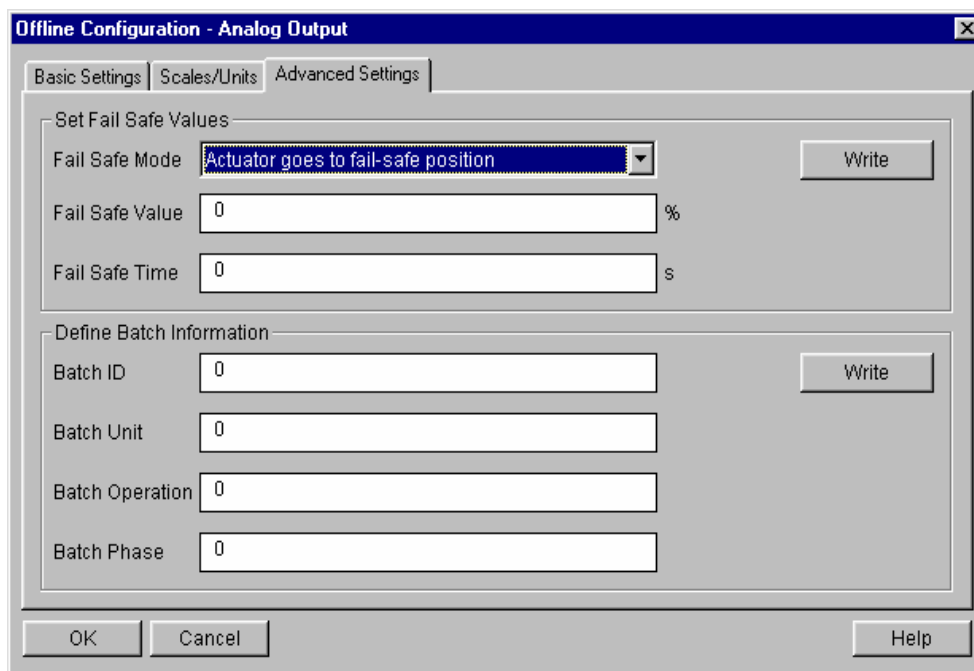 Offline Configuration - Analog Output
Basic Settings Scales/Units Advanced Settings
Set Fail Safe Values
Fail Safe Mode Actuator goes to fail-safe position Write
Fail Safe Value 0 %
Fail Safe Time 0 s
Define Batch Information
Batch ID 0 Write
Batch Unit 0
Batch Operation 0
Batch Phase 0
OK Cancel Help